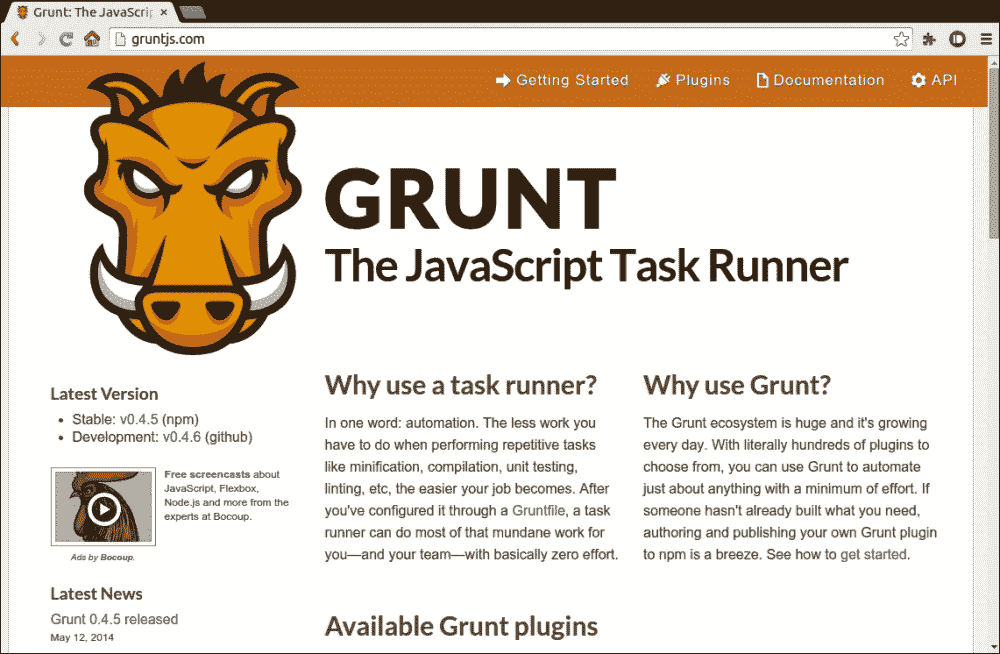 Grunt: The JavaScrip
gruntjs.com
Getting Started
Plugins
Documentation
API
GRUNT
The JavaScript Task Runner
Latest Version
Stable: v0.4.5 (npm)
Development: v0.4.6 (github)
Free screencasts about
JavaScript, Flexbox,
Node.js and more from the
experts at Bocoup.
Ads by Bocoup.
Latest News
Grunt 0.4.5 released
May 12, 2014
Why use a task runner?
In one word: automation. The less work you
have to do when performing repetitive tasks
like minification, compilation, unit testing,
linting, etc, the easier your job becomes. After
you've configured it through a Gruntfile, a task
runner can do most of that mundane work for
you—and your team—with basically zero effort.
Why use Grunt?
The Grunt ecosystem is huge and it's growing
every day. With literally hundreds of plugins to
choose from, you can use Grunt to automate
just about anything with a minimum of effort. If
someone hasn't already built what you need,
authoring and publishing your own Grunt plugin
to npm is a breeze. See how to get started.
Available Grunt plugins